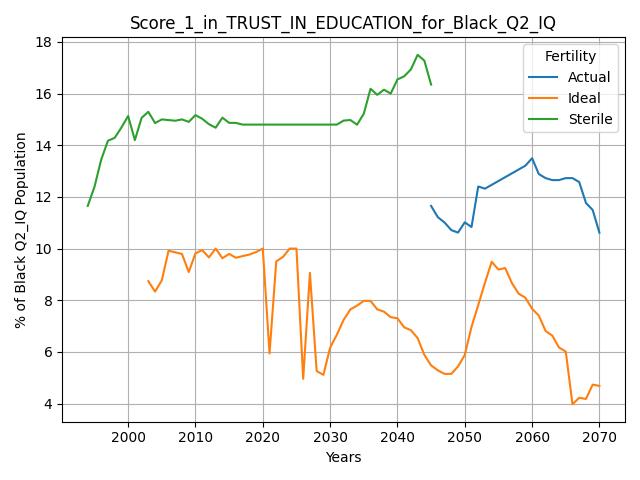 Score_1_in_TRUST_IN_EDUCATION_for_Black_Q2_IQ
Fertility
Actual
Ideal
Sterile
% of Black Q2_IQ Population
18
16
14
12
10
8
6
4
2000
2010
2020
2030
2040
2050
2060
2070
Years